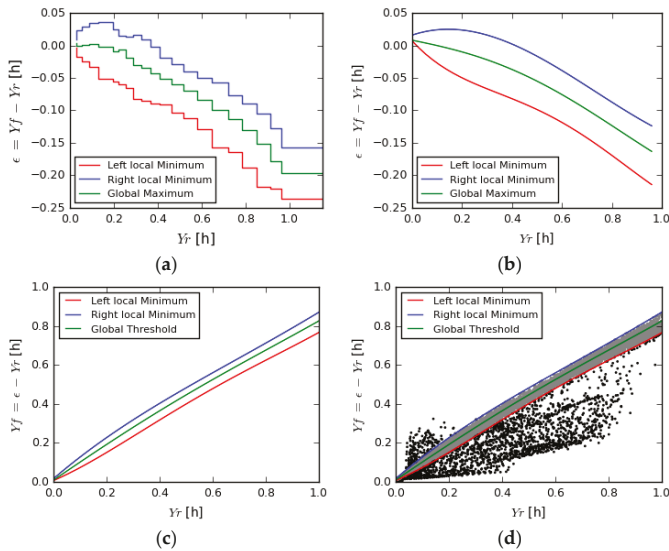 0.05
0.00
−0.05
−0.10
−0.15
−0.20
−0.25
ϵ = Yf − Yr [h]
Left local Minimum
Right local Minimum
Global Maximum
0.0 0.2 0.4 0.6 0.8 1.0
Yr [h]
(a)
0.05
0.00
−0.05
−0.10
−0.15
−0.20
−0.25
ϵ = Yf − Yr [h]
Left local Minimum
Right local Minimum
Global Maximum
0.0 0.2 0.4 0.6 0.8 1.0
Yr [h]
(b)
1.0
0.8
0.6
0.4
0.2
0.0
Yf = ϵ − Yr [h]
Left local Minimum
Right local Minimum
Global Threshold
0.0 0.2 0.4 0.6 0.8 1.0
Yr [h]
(c)
1.0
0.8
0.6
0.4
0.2
0.0
Yf = ϵ − Yr [h]
Left local Minimum
Right local Minimum
Global Threshold
0.0 0.2 0.4 0.6 0.8 1.0
Yr [h]
(d)